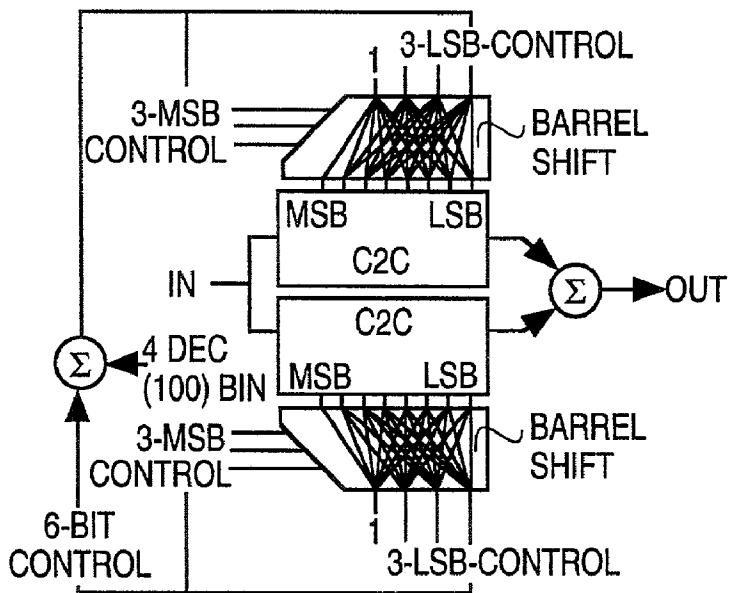 3-LSB-CONTROL
1
3-MSB
CONTROL
BARREL
SHIFT
MSB
LSB
C2C
IN
Σ
OUT
C2C
Σ
4 DEC
(100) BIN
MSB
LSB
3-MSB
CONTROL
BARREL
SHIFT
6-BIT
CONTROL
1
3-LSB-CONTROL